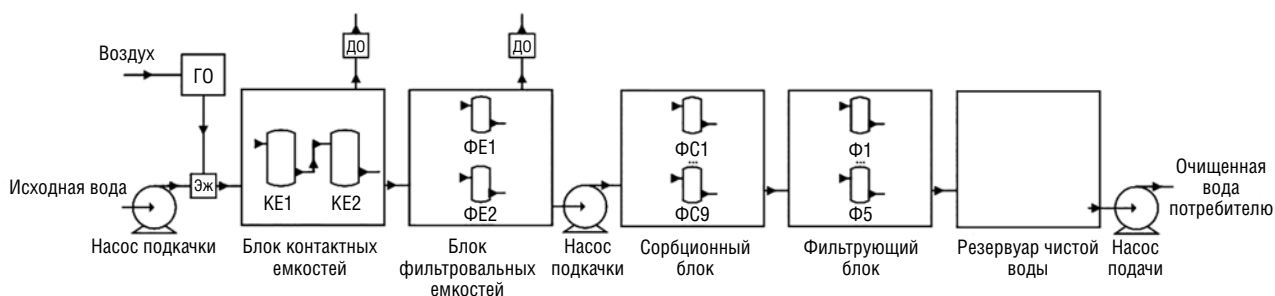 Воздух
ГО
ДО
ДО
Исходная вода
Эж
КЕ1
КЕ2
ФЕ1
ФЕ2
ФС1
...
ФС9
Ф1
...
Ф5
Очищенная
вода
потребителю
Насос подкачки
Блок контактных
емкостей
Блок
фильтровальных
емкостей
Насос
подкачки
Сорбционный
блок
Фильтрующий
блок
Резервуар чистой
воды
Насос
подачи